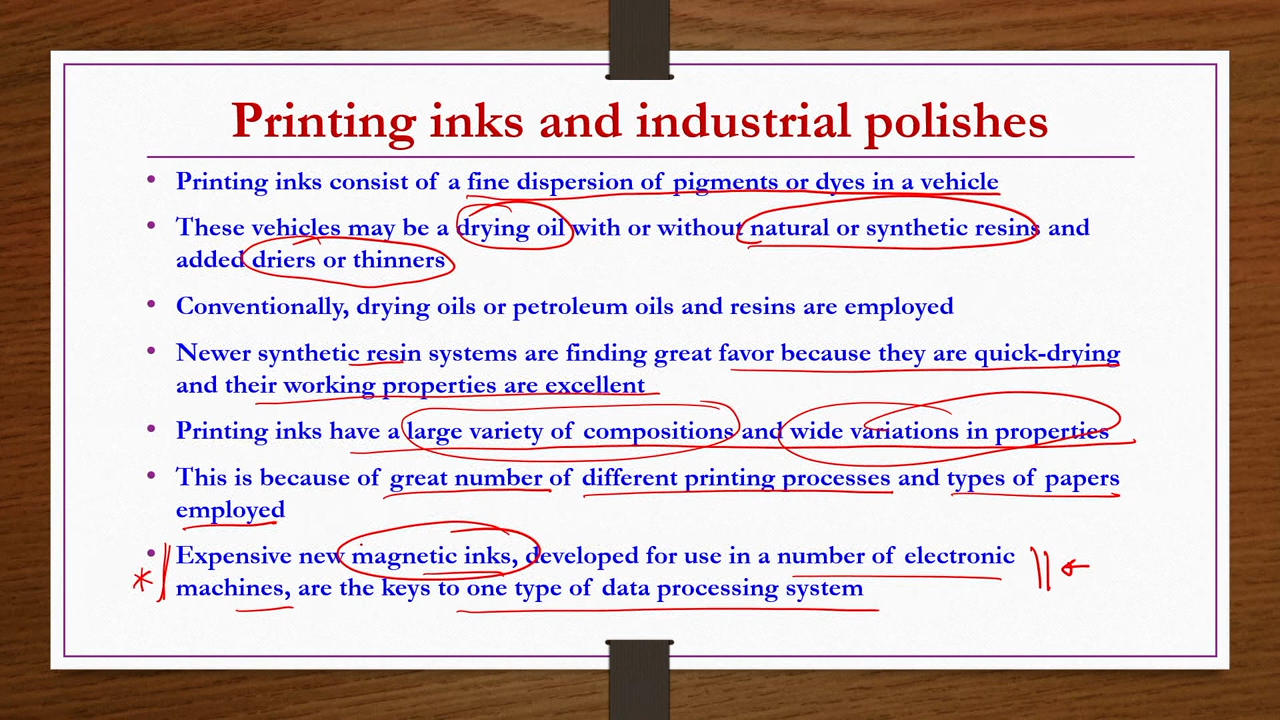 Printing inks and industrial polishes
• Printing inks consist of a fine dispersion of pigments or dyes in a vehicle
• These vehicles may be a drying oil with or without natural or synthetic resins and
added driers or thinners
• Conventionally, drying oils or petroleum oils and resins are employed
• Newer synthetic resin systems are finding great favor because they are quick-drying
and their working properties are excellent
• Printing inks have a large variety of compositions and wide variations in properties
• This is because of great number of different printing processes and types of papers
employed
• Expensive new magnetic inks, developed for use in a number of electronic
machines, are the keys to one type of data processing system